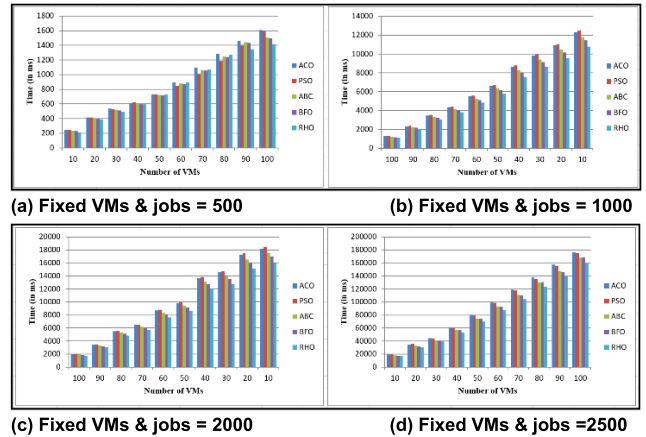 1800
1600
1400
1200
1000
800
600
400
200
0
Time (in ms)
10 20 30 40 50 60 70 80 90 100
Number of VMs
ACO
PSO
ABC
BFO
RHO
14000
12000
10000
8000
6000
4000
2000
0
Time (in ms)
100 90 80 70 60 50 40 30 20 10
Number of VMs
ACO
PSO
ABC
BFO
RHO
(a) Fixed VMs & jobs = 500
(b) Fixed VMs & jobs = 1000
20000
18000
16000
14000
12000
10000
8000
6000
4000
2000
0
Time (in ms)
100 90 80 70 60 50 40 30 20 10
Number of VMs
ACO
PSO
ABC
BFO
RHO
200000
180000
160000
140000
120000
100000
80000
60000
40000
20000
0
Time (in ms)
10 20 30 40 50 60 70 80 90 100
Number of VMs
ACO
PSO
ABC
BFO
RHO
(c) Fixed VMs & jobs = 2000
(d) Fixed VMs & jobs =2500